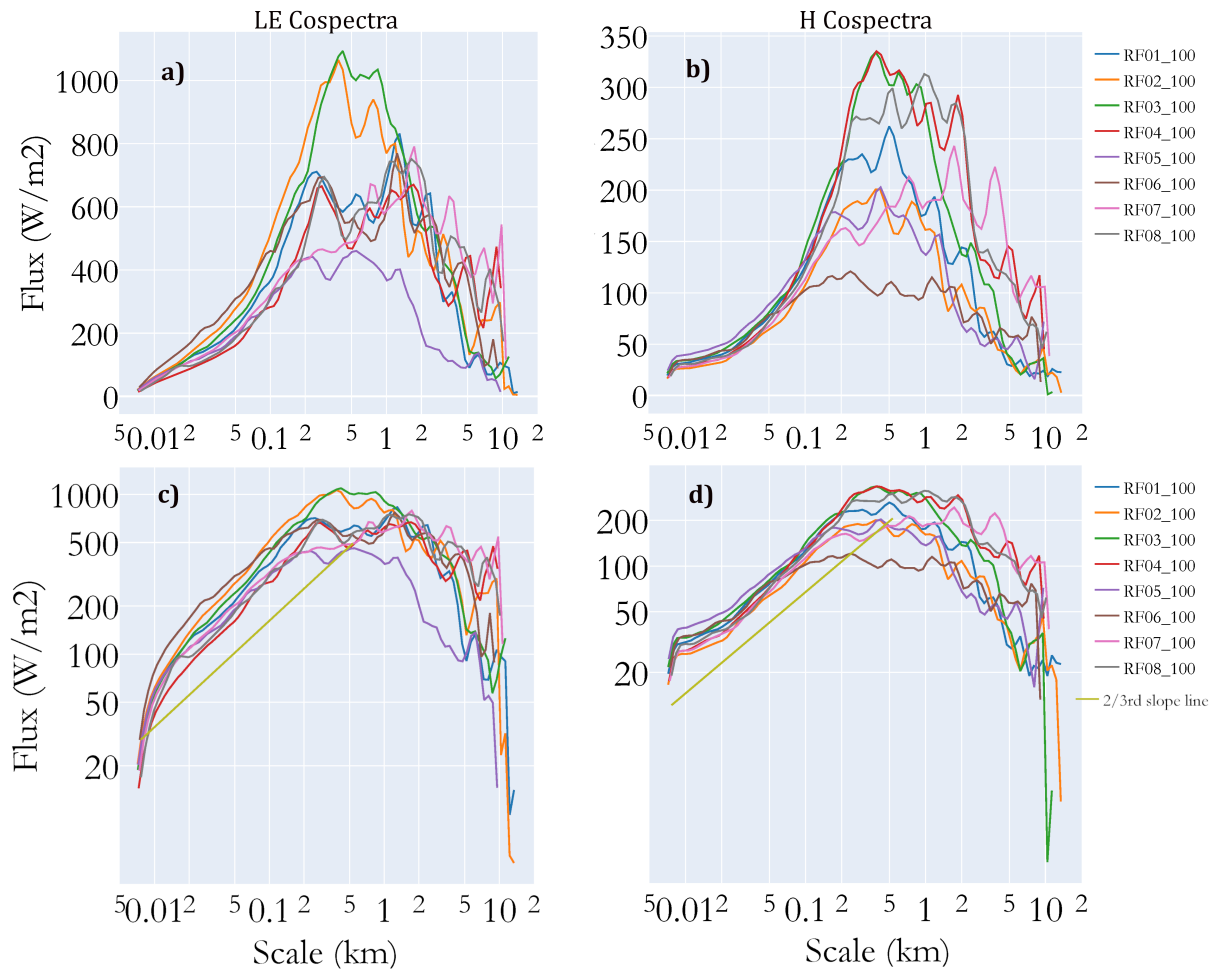 LE Cospectra
H Cospectra
a)
1000
800
600
400
200
0
Flux (W/m2)
5 0.01 2 5 0.1 2 5 1 2 5 10 2
b)
350
300
250
200
150
100
50
0
5 0.01 2 5 0.1 2 5 1 2 5 10 2
RF01_100
RF02_100
RF03_100
RF04_100
RF05_100
RF06_100
RF07_100
RF08_100
c)
1000
500
200
100
50
20
Flux (W/m2)
5 0.01 2 5 0.1 2 5 1 2 5 10 2
Scale (km)
d)
200
100
50
20
5 0.01 2 5 0.1 2 5 1 2 5 10 2
Scale (km)
RF01_100
RF02_100
RF03_100
RF04_100
RF05_100
RF06_100
RF07_100
RF08_100
2/3rd slope line